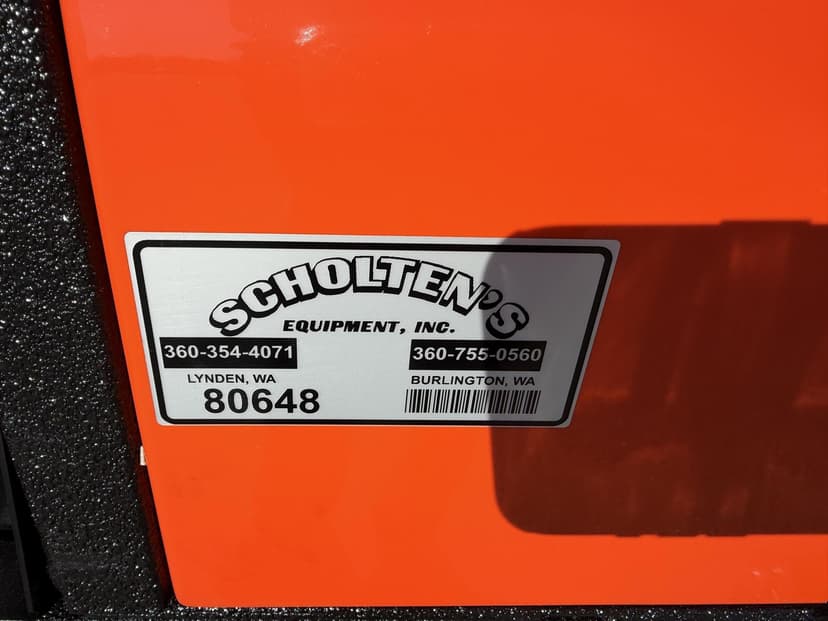 SCHOLTEN'S
EQUIPMENT, INC.
360-354-4071 360-755-0560
LYNDEN, WA BURLINGTON, WA
80648